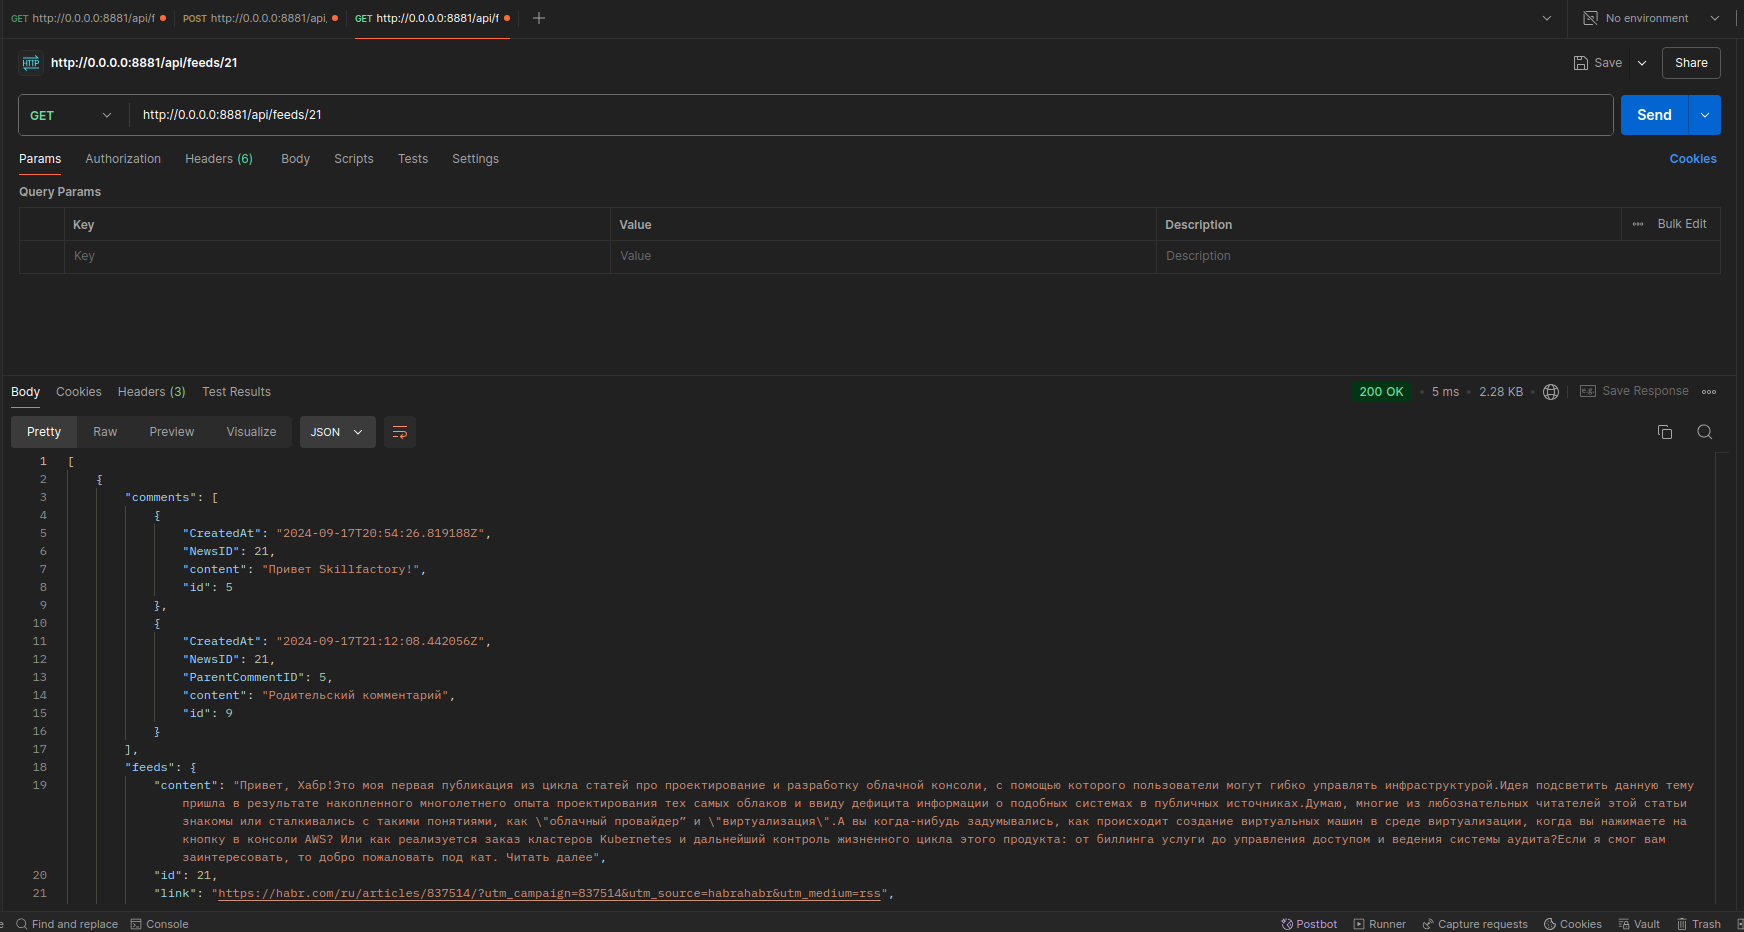 GET http://0.0.0.0:8881/api/f POST http://0.0.0.0:8881/api, GET http://0.0.0.0:8881/api/f No environment
HTTP http://0.0.0.0:8881/api/feeds/21 Save Share
GET http://0.0.0.0:8881/api/feeds/21 Send
Params Authorization Headers (6) Body Scripts Tests Settings Cookies
Query Params
Key Value Description Bulk Edit
Key Value Description
Body Cookies Headers (3) Test Results 200 OK 5 ms 2.28 KB e.g. Save Response
Pretty Raw Preview Visualize JSON
1 [
2 {
3 "comments": [
4 {
5 "CreatedAt": "2024-09-17T20:54:26.819188Z",
6 "NewsID": 21,
7 "content": "Привет Skillfactory!",
8 "id": 5
9 },
10 {
11 "CreatedAt": "2024-09-17T21:12:08.442056Z",
12 "NewsID": 21,
13 "ParentCommentID": 5,
14 "content": "Родительский комментарий",
15 "id": 9
16 }
17 ],
18 "feeds": {
19 "content": "Привет, Хабр!Это моя первая публикация из цикла статей про проектирование и разработку облачной консоли, с помощью которого пользователи могут гибко управлять инфраструктурой.Идея подсветить данную тему
пришла в результате накопленного многолетнего опыта проектирования тех самых облаков и ввиду дефицита информации о подобных системах в публичных источниках.Думаю, многие из любознательных читателей этой статьи
знакомы или сталкивались с такими понятиями, как \"облачный провайдер” и \"виртуализация\".А вы когда-нибудь задумывались, как происходит создание виртуальных машин в среде виртуализации, когда вы нажимаете на
кнопку в консоли AWS? Или как реализуется заказ кластеров Kubernetes и дальнейший контроль жизненного цикла этого продукта: от биллинга услуги до управления доступом и ведения системы аудита?Если я смог вам
заинтересовать, то добро пожаловать под кат. Читать далее",
20 "id": 21,
21 "link": "https://habr.com/ru/articles/837514/?utm_campaign=837514&utm_source=habrahabr&utm_medium=rss",
Find and replace Console Postbot Runner Capture requests Cookies Vault Trash